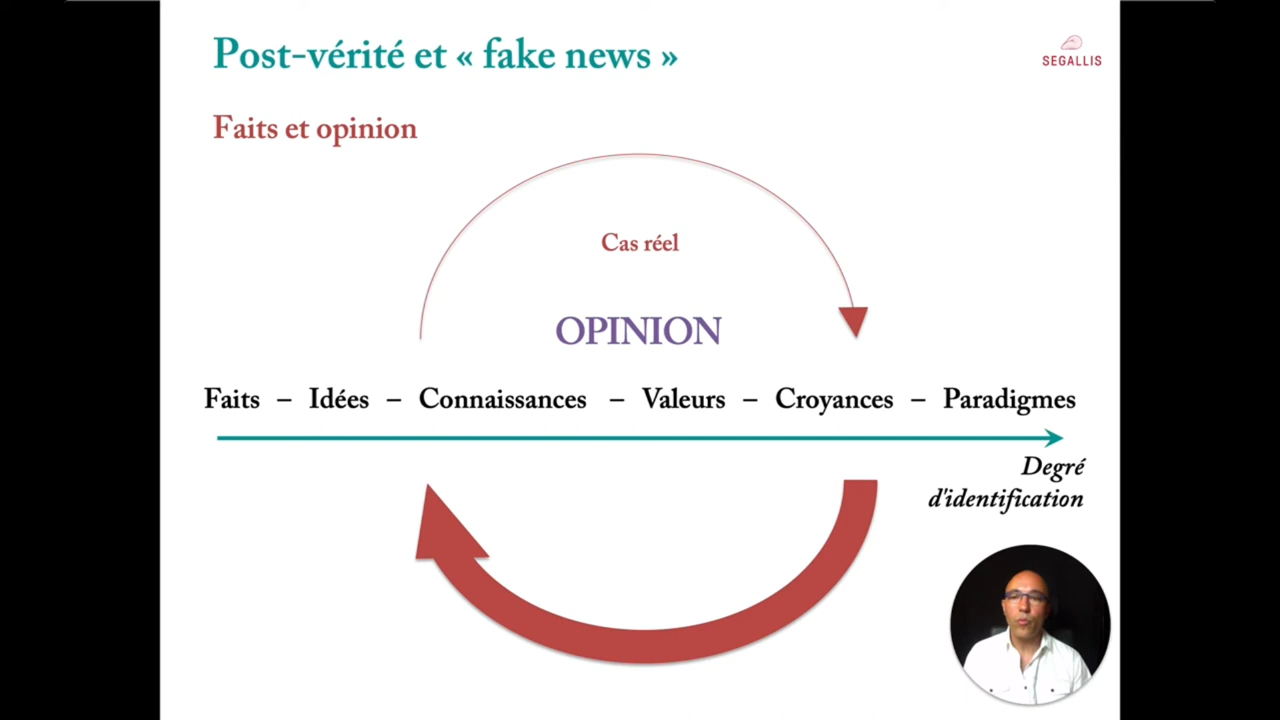 Post-vérité et « fake news »
SEGALLIS
Faits et opinion
Cas réel
OPINION
Faits – Idées – Connaissances – Valeurs – Croyances – Paradigmes
Degré
d'identification